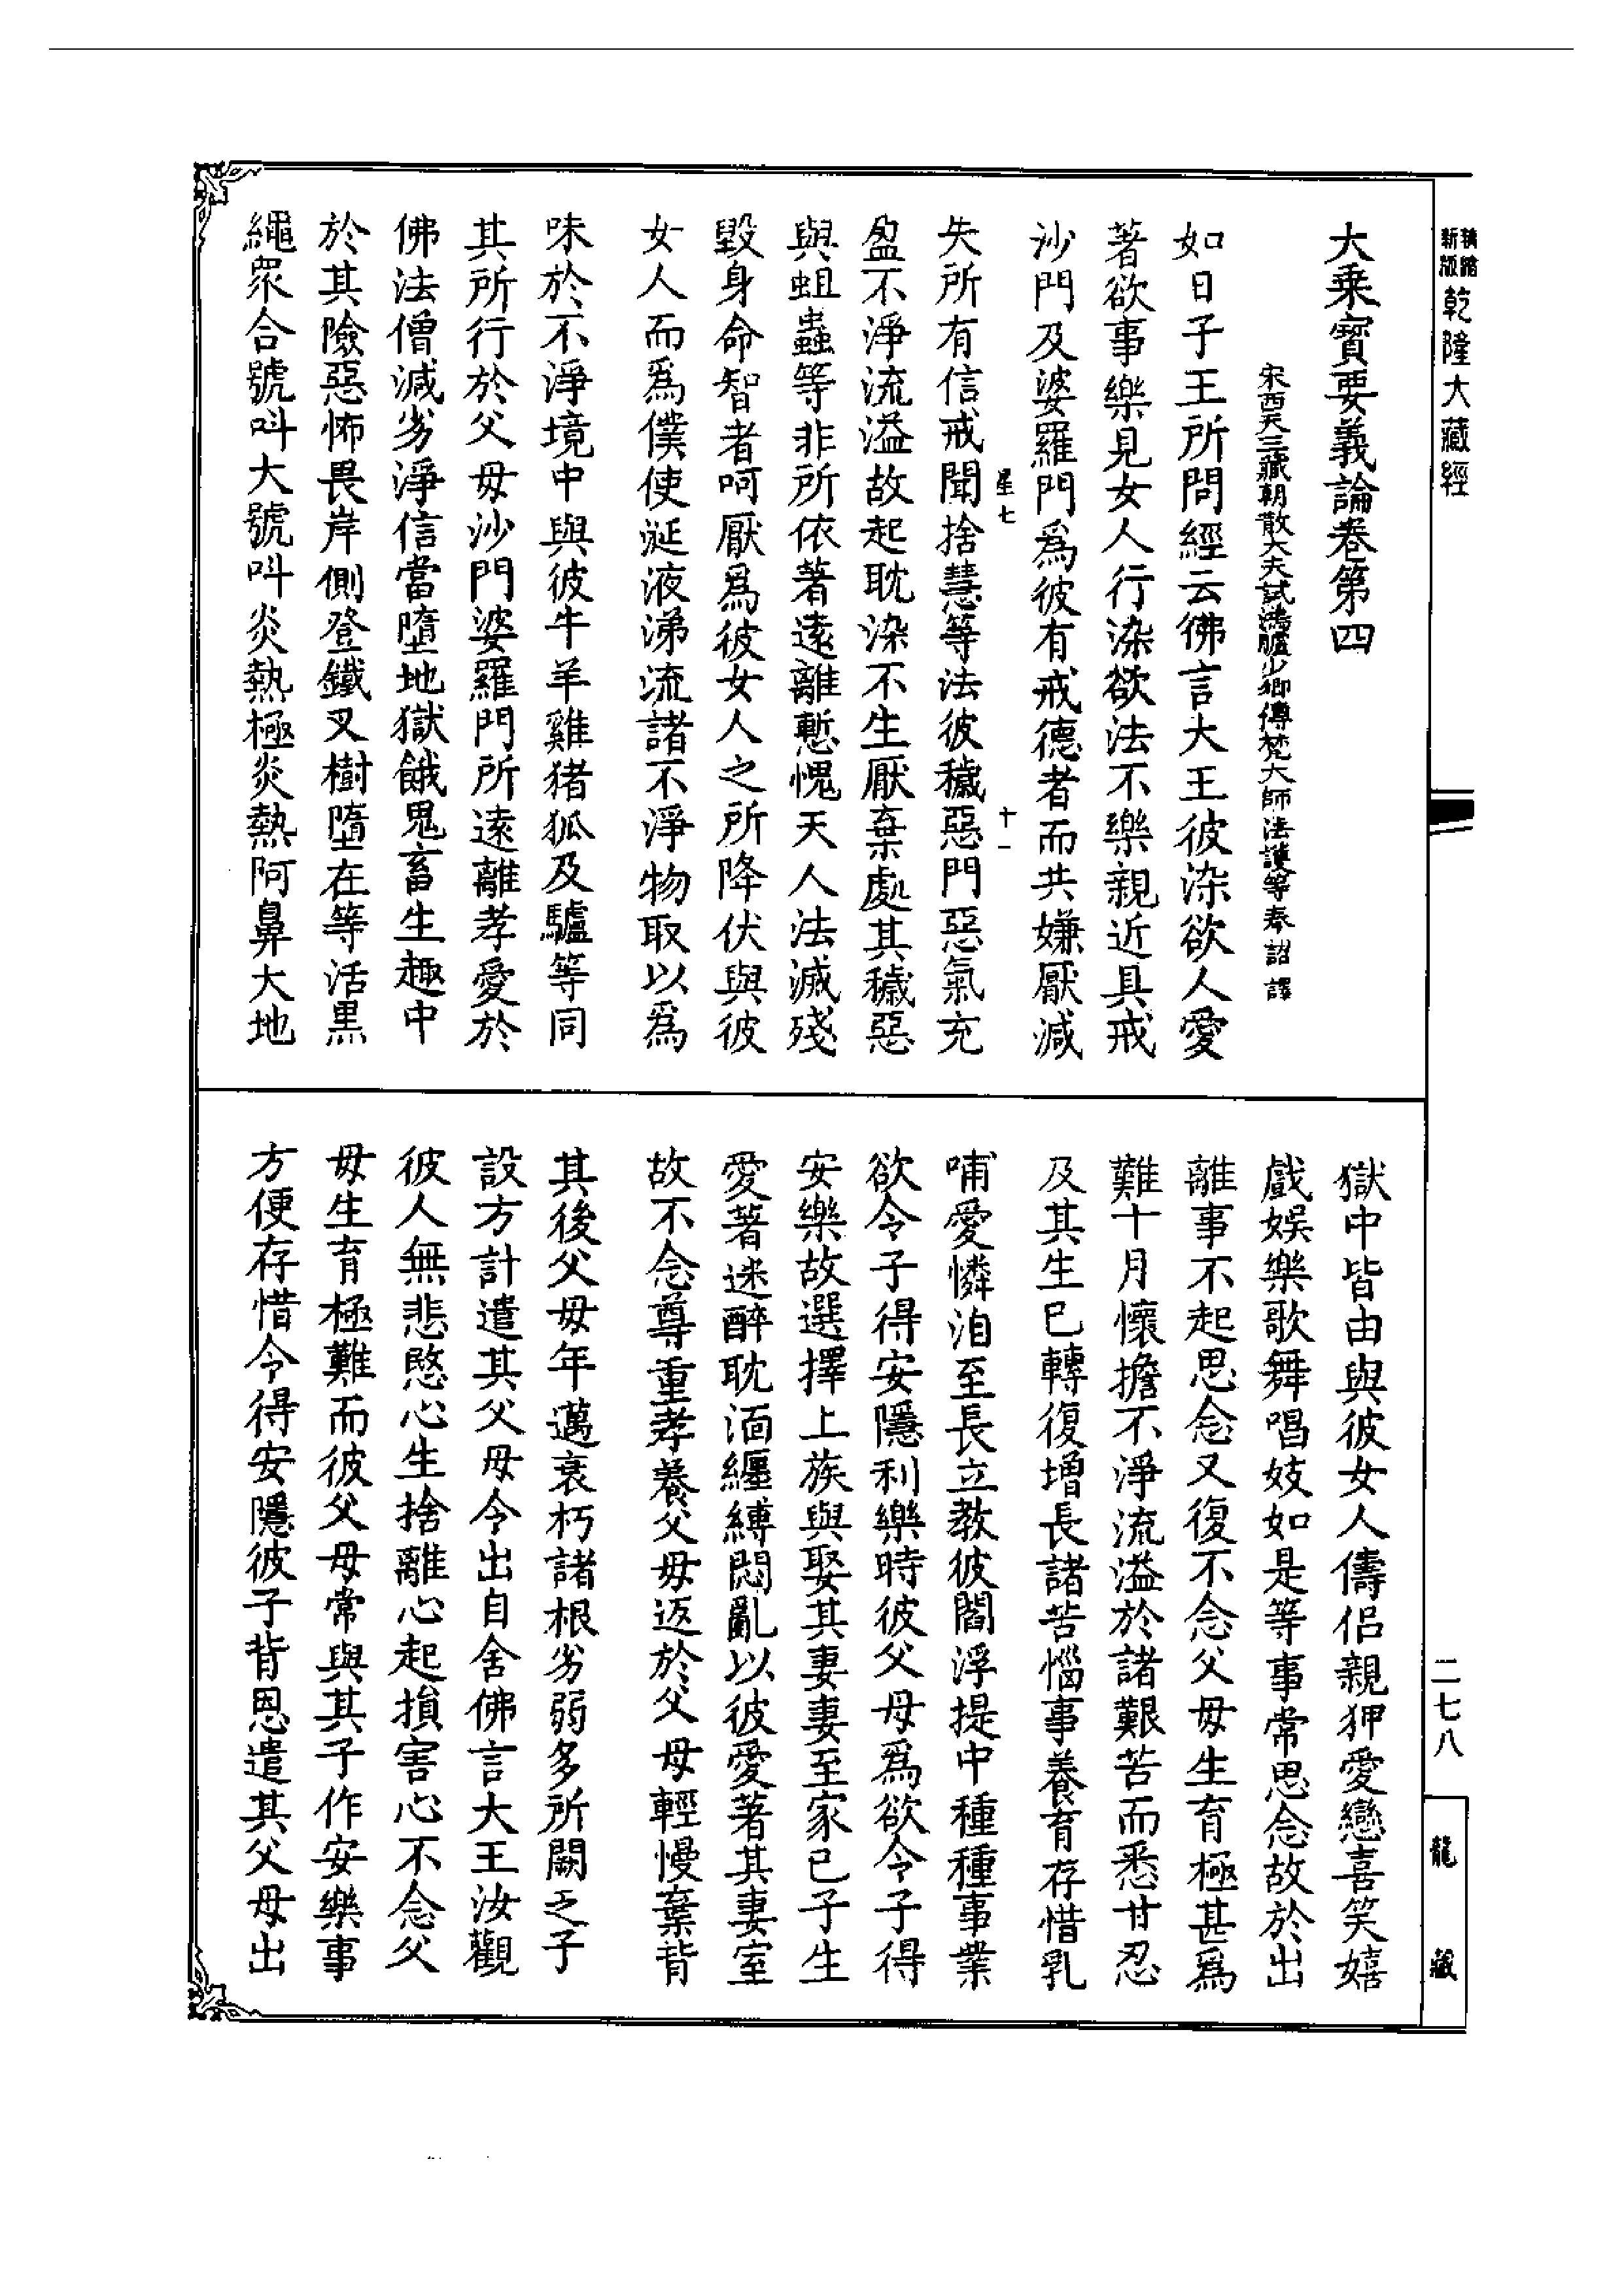 新版精縮乾隆大藏經
大乘寶要義論卷第四
宋西天三藏朝散大夫試鴻臚少卿傳梵大師法護等奉詔譯
如日子王所問經云佛言大王彼染欲人愛
著欲事樂見女人行染欲法不樂親近具戒
沙門及婆羅門爲彼有戒德者而共嫌厭減
星七 十一
失所有信戒聞捨慧等法彼穢惡門惡氣充
盈不淨流溢故起耽染不生厭棄處其穢惡
與蛆蟲等非所依著遠離慙愧天人法滅殘
毀身命智者呵厭爲彼女人之所降伏與彼
女人而爲僕使涎液涕流諸不淨物取以爲
味於不淨境中與彼牛羊雞猪狐及驢等同
其所行於父母沙門婆羅門所遠離孝愛於
佛法僧減劣淨信當墮地獄餓鬼畜生趣中
於其險惡怖畏岸側登鐵叉樹墮在等活黑
繩眾合號叫大號叫炎熱極炎熱阿鼻大地
獄中皆由與彼女人儔侣親狎愛戀喜笑嬉
戲娛樂歌舞唱妓如是等事常思念故於出
離事不起思念又復不念父母生育極甚爲
難十月懷擔不淨流溢於諸艱苦而悉甘忍
及其生已轉復增長諸苦惱事養育存惜乳
哺愛憐洎至長立教彼閻浮提中種種事業
欲令子得安隱利樂時彼父母爲欲令子得
安樂故選擇上族與娶其妻妻至家已子生
愛著迷醉耽湎纏縛悶亂以彼愛著其妻室
故不念尊重孝養父母返於父母輕慢棄背
其後父母年邁衰朽諸根劣弱多所闕乏子
設方計遣其父母令出自舍佛言大王汝觀
彼人無悲愍心生捨離心起損害心不念父
母生育極難而彼父母常與其子作安樂事
方便存惜令得安隱彼子背恩遣其父母出
二七八
龍藏